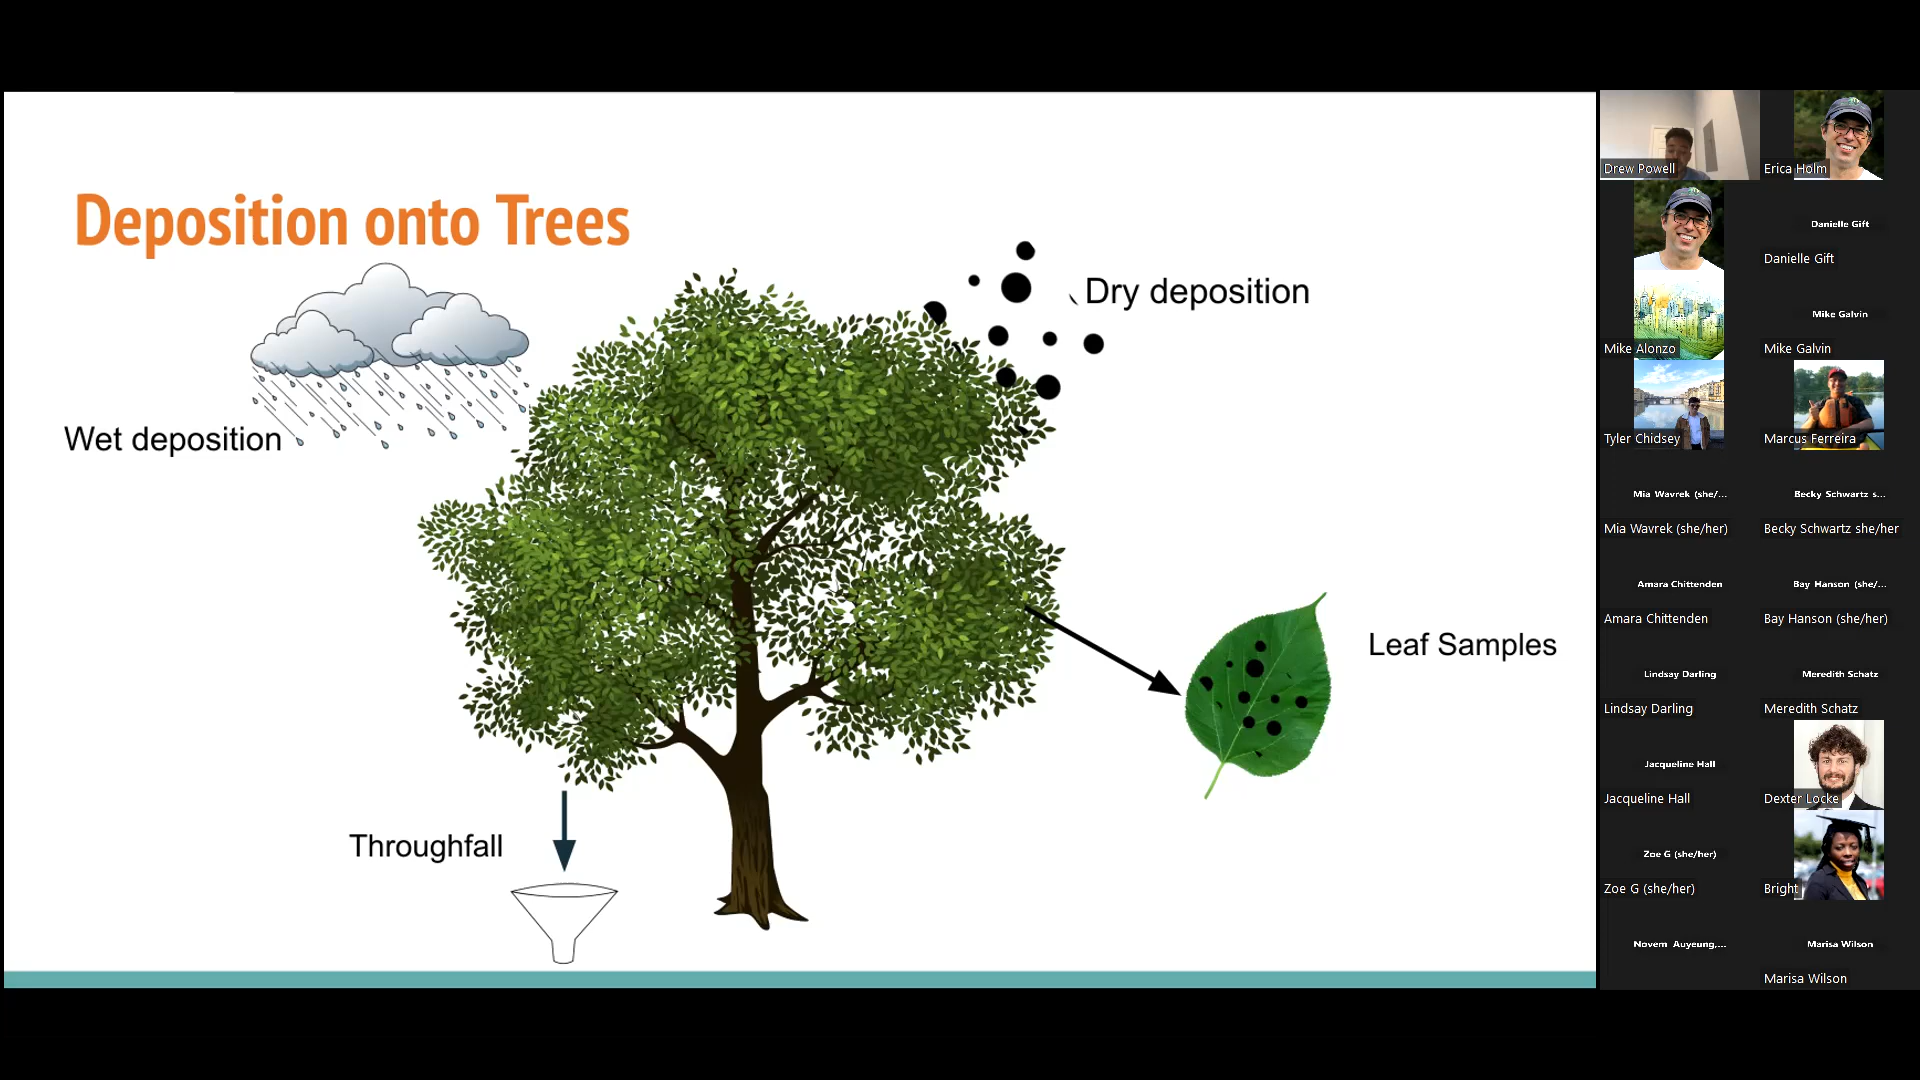 Deposition onto Trees
Dry deposition
Wet deposition
Leaf Samples
Throughfall
Drew Powell
Erica Holm
Mike Alonzo
Danielle Gift
Danielle Gift
Mike Galvin
Mike Galvin
Tyler Chidsey
Marcus Ferreira
Mia Wavrek (she/...
Mia Wavrek (she/her)
Becky Schwartz s...
Becky Schwartz she/her
Amara Chittenden
Amara Chittenden
Bay Hanson (she/...
Bay Hanson (she/her)
Lindsay Darling
Lindsay Darling
Meredith Schatz
Meredith Schatz
Jacqueline Hall
Jacqueline Hall
Dexter Locke
Zoe G (she/her)
Zoe G (she/her)
Bright
Novem Auyeung,...
Marisa Wilson
Marisa Wilson